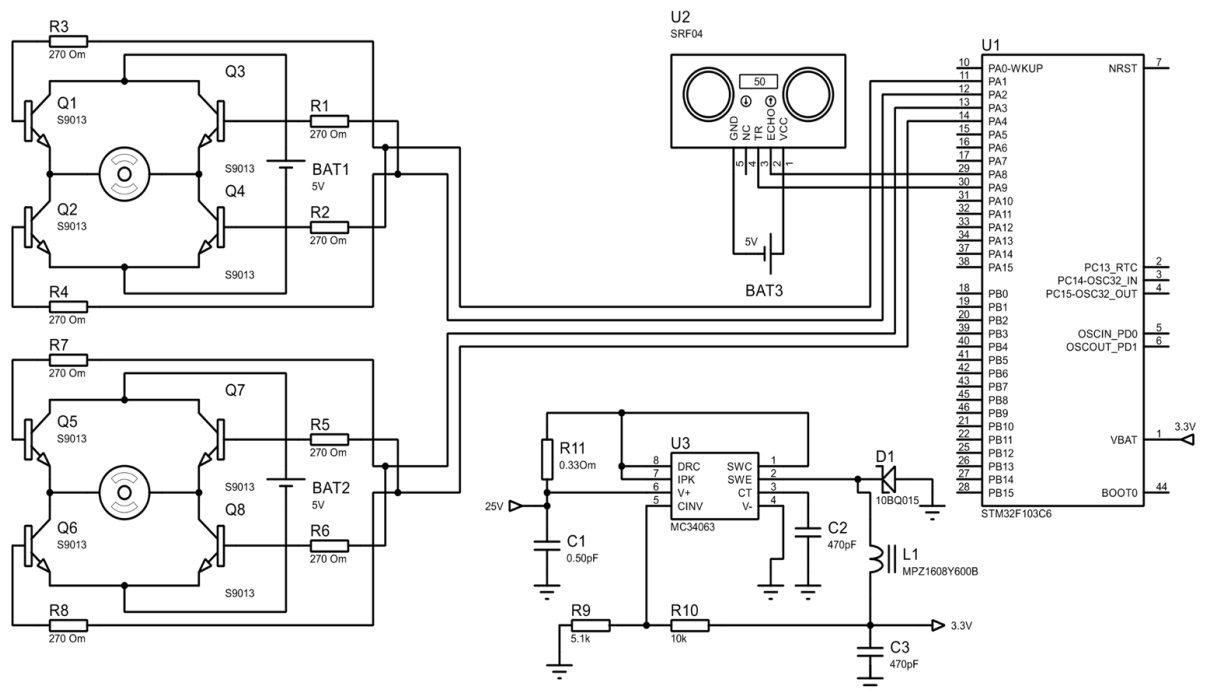 R3
270 Om
Q3
Q1
S9013
R1
270 Om
S9013
BAT1
5V
Q4
Q2
S9013
R2
270 Om
S9013
R4
270 Om
R7
270 Om
Q7
Q5
S9013
R5
270 Om
S9013
BAT2
5V
Q8
Q6
S9013
R6
270 Om
S9013
R8
270 Om
U2
SRF04
50
GND
NC
TR
ECHO
VCC
5
4
3
2
1
5V
BAT3
U1
10 PA0-WKUP
11 PA1
12 PA2
13 PA3
14 PA4
15 PA5
16 PA6
17 PA7
29 PA8
30 PA9
31 PA10
32 PA11
33 PA12
34 PA13
37 PA14
38 PA15
18 PB0
19 PB1
20 PB2
39 PB3
40 PB4
41 PB5
42 PB6
43 PB7
45 PB8
46 PB9
21 PB10
22 PB11
25 PB12
26 PB13
27 PB14
28 PB15
NRST 7
PC13_RTC 2
PC14-OSC32_IN 3
PC15-OSC32_OUT 4
OSCIN_PD0 5
OSCOUT_PD1 6
VBAT 1
3.3V
BOOT0 44
STM32F103C6
R11
0.33Om
U3
8 DRC
7 IPK
6 V+
5 CINV
SWC 1
SWE 2
CT 3
V- 4
MC34063
25V
C1
0.50pF
D1
10BQ015
C2
470pF
L1
MPZ1608Y600B
R9
5.1k
R10
10k
3.3V
C3
470pF